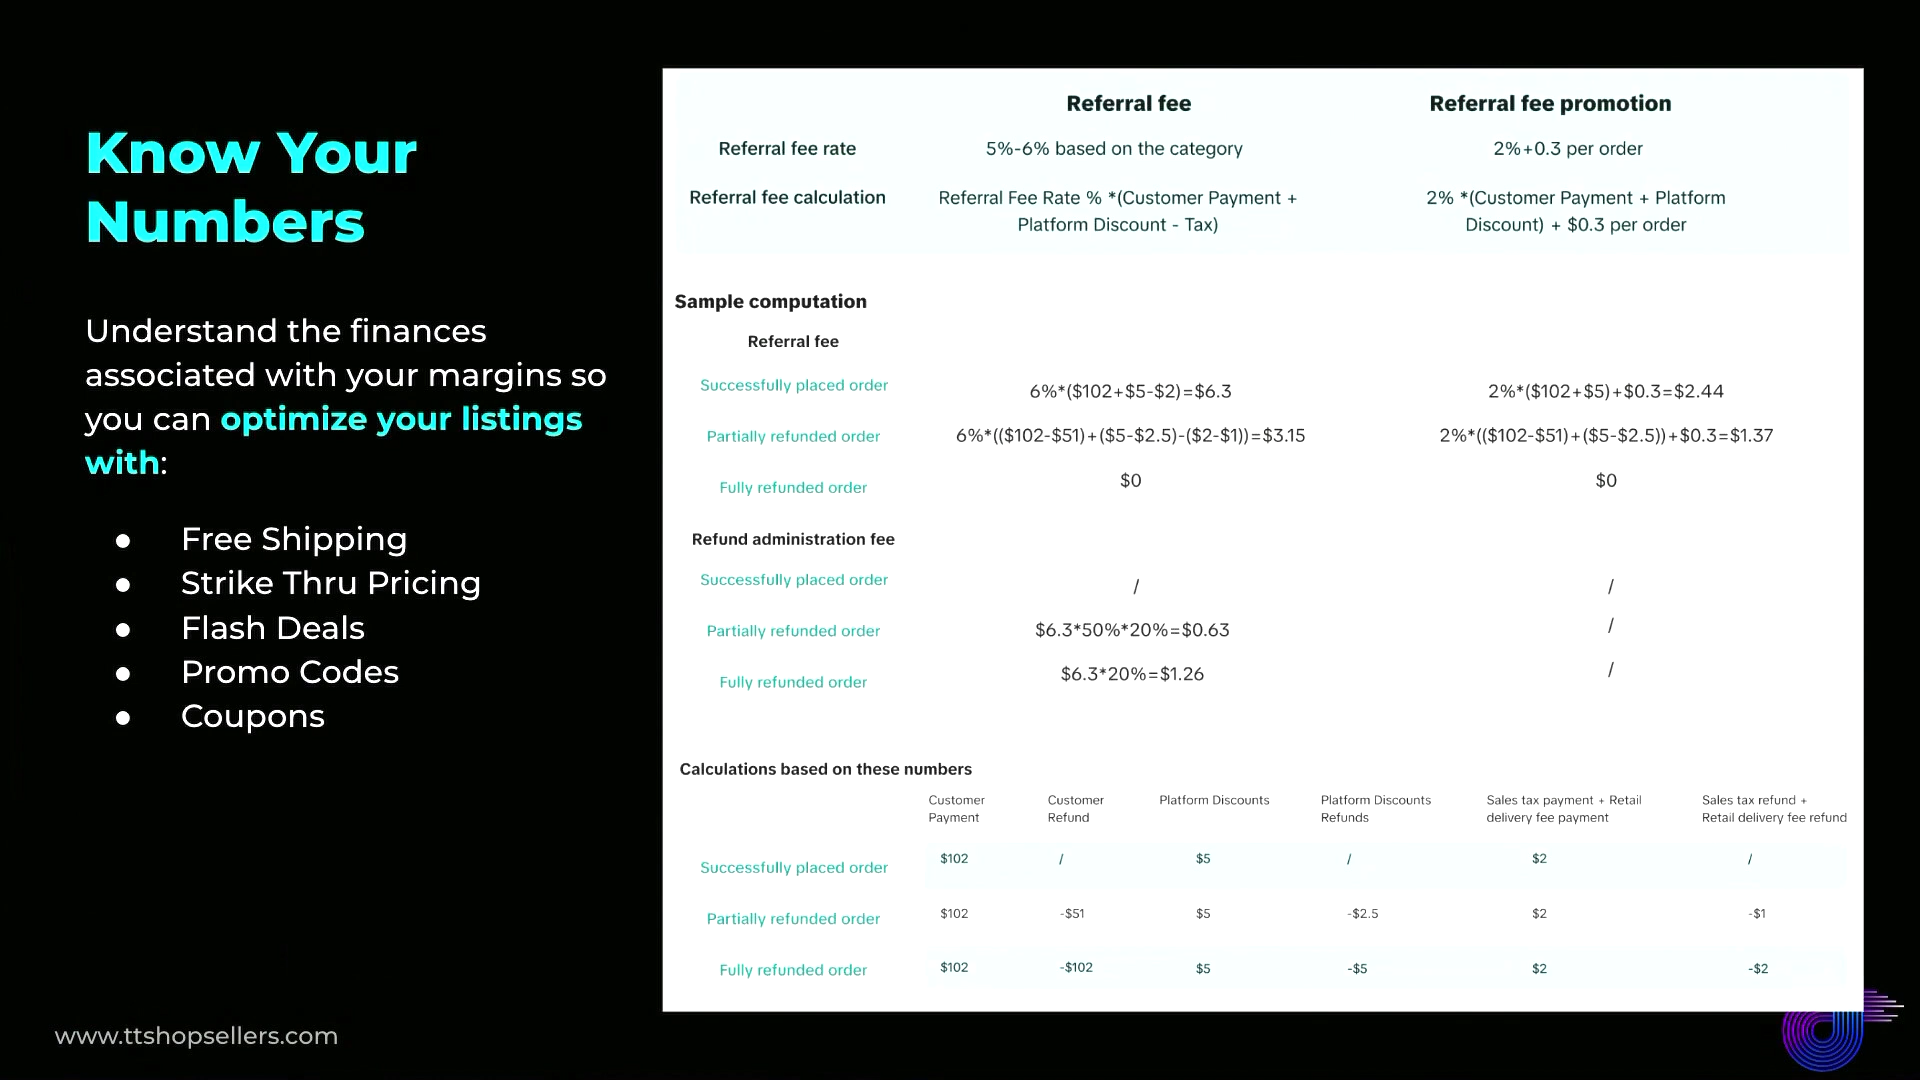 Know Your
Numbers
Understand the finances
associated with your margins so
you can optimize your listings
with:
● Free Shipping
● Strike Thru Pricing
● Flash Deals
● Promo Codes
● Coupons
www.ttshopsellers.com
Referral fee Referral fee promotion
Referral fee rate 5%-6% based on the category 2%+0.3 per order
Referral fee calculation Referral Fee Rate % *(Customer Payment + 2% *(Customer Payment + Platform
Platform Discount - Tax) Discount) + $0.3 per order
Sample computation
Referral fee
Successfully placed order 6%*($102+$5-$2)=$6.3 2%*($102+$5)+$0.3=$2.44
Partially refunded order 6%*(($102-$51)+($5-$2.5)-($2-$1))=$3.15 2%*(($102-$51)+($5-$2.5))+$0.3=$1.37
Fully refunded order $0 $0
Refund administration fee
Successfully placed order / /
Partially refunded order $6.3*50%*20%=$0.63 /
Fully refunded order $6.3*20%=$1.26 /
Calculations based on these numbers
Customer Customer Platform Discounts Platform Discounts Sales tax payment + Retail Sales tax refund +
Payment Refund Refunds delivery fee payment Retail delivery fee refund
Successfully placed order $102 / $5 / $2 /
Partially refunded order $102 -$51 $5 -$2.5 $2 -$1
Fully refunded order $102 -$102 $5 -$5 $2 -$2